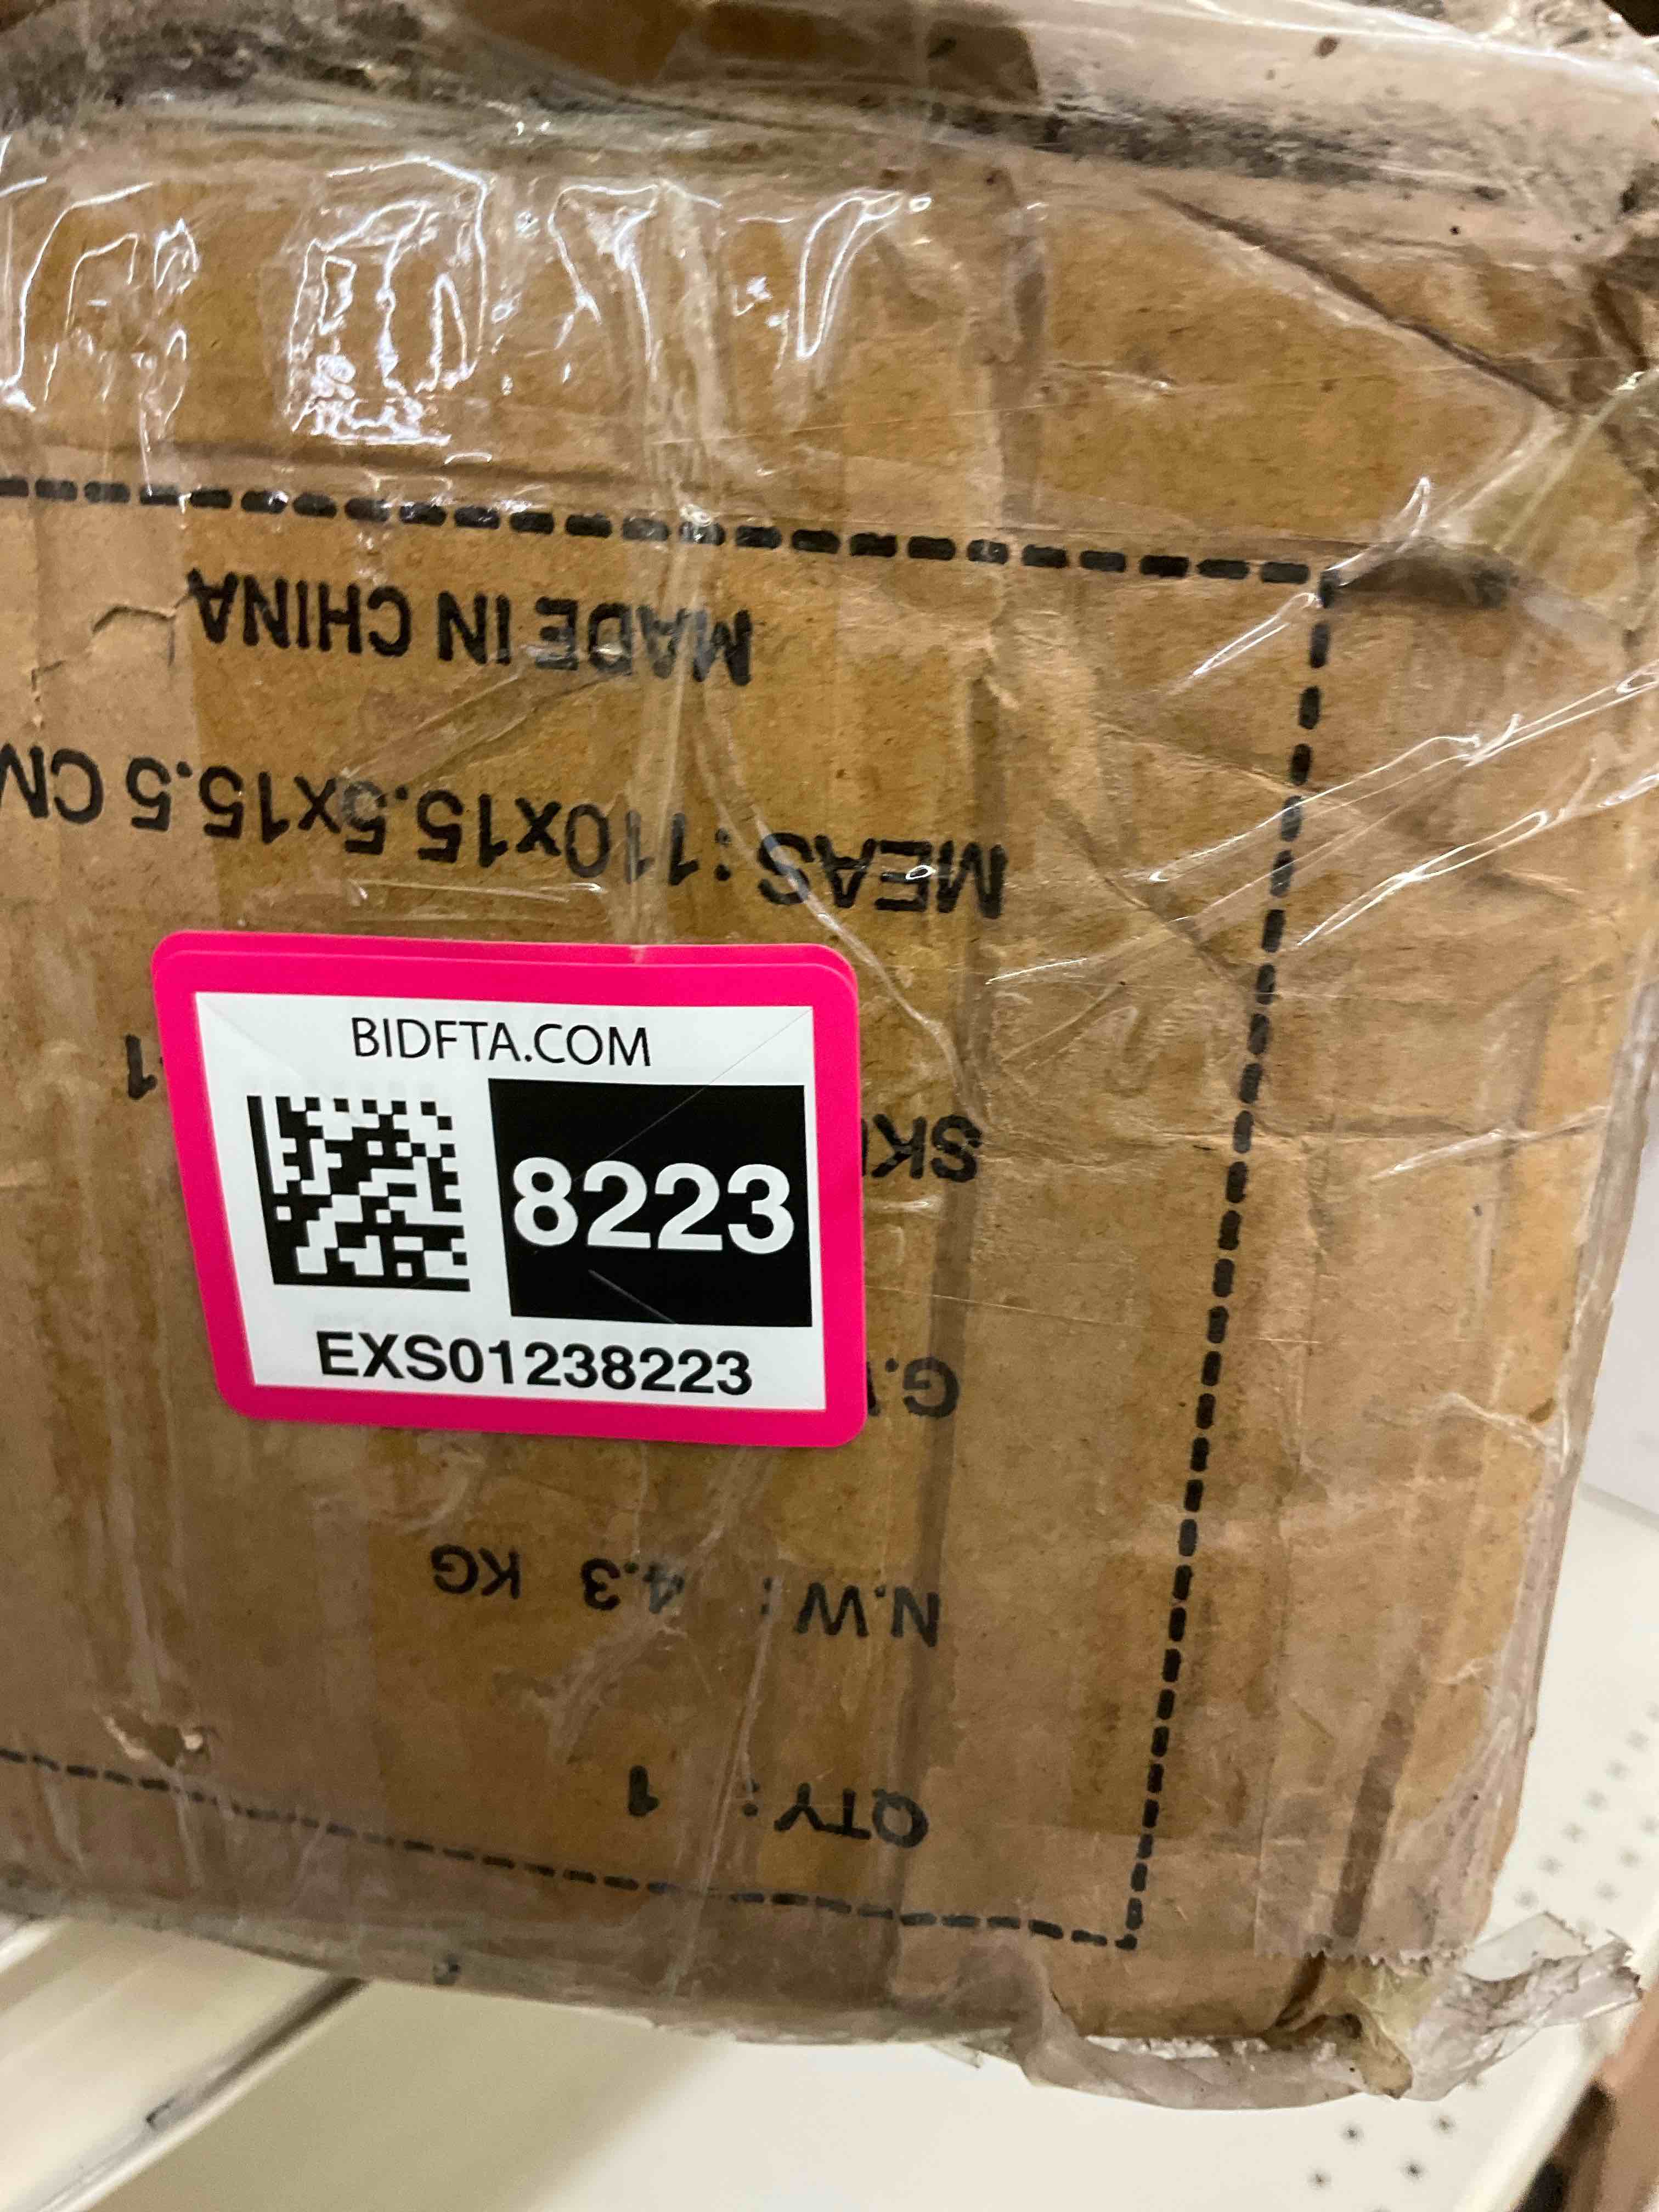 BIDFTA.COM
8223
EXS01238223
QTY: 1
N.W: 4.3 KG
MEAS:110x15.5x15.5 CM
MADE IN CHINA